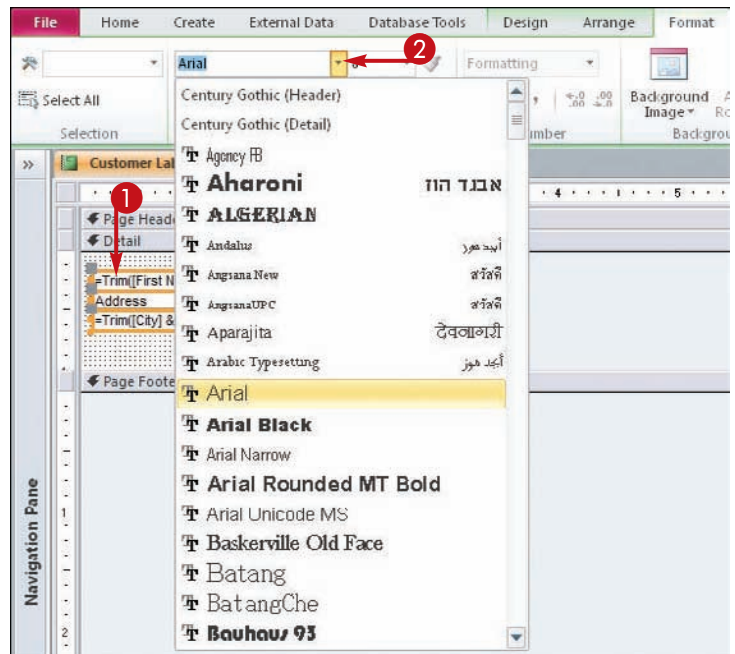 File Home Create External Data Database Tools Design Arrange Format
Arial
2
Formatting
Select All
Background
Image
Selection
Century Gothic (Header)
Century Gothic (Detail)
Customer
1
4 5
Detail
=Trim([First
Address
=Trim([City] &
Page
Agency FB
Aharoni אבגד הוז
ALGERIAN
Andalus أبجد هوز
Angsana New สวัสดี
AngsanaUPC สวัสดี
Aparajita देवनागरी
Arabic Typesetting أبجد هوز
Arial
Arial Black
Arial Narrow
Arial Rounded MT Bold
Arial Unicode MS
Baskerville Old Face
Batang
BatangChe
Bauhaus 93
Navigation Pane
1
2